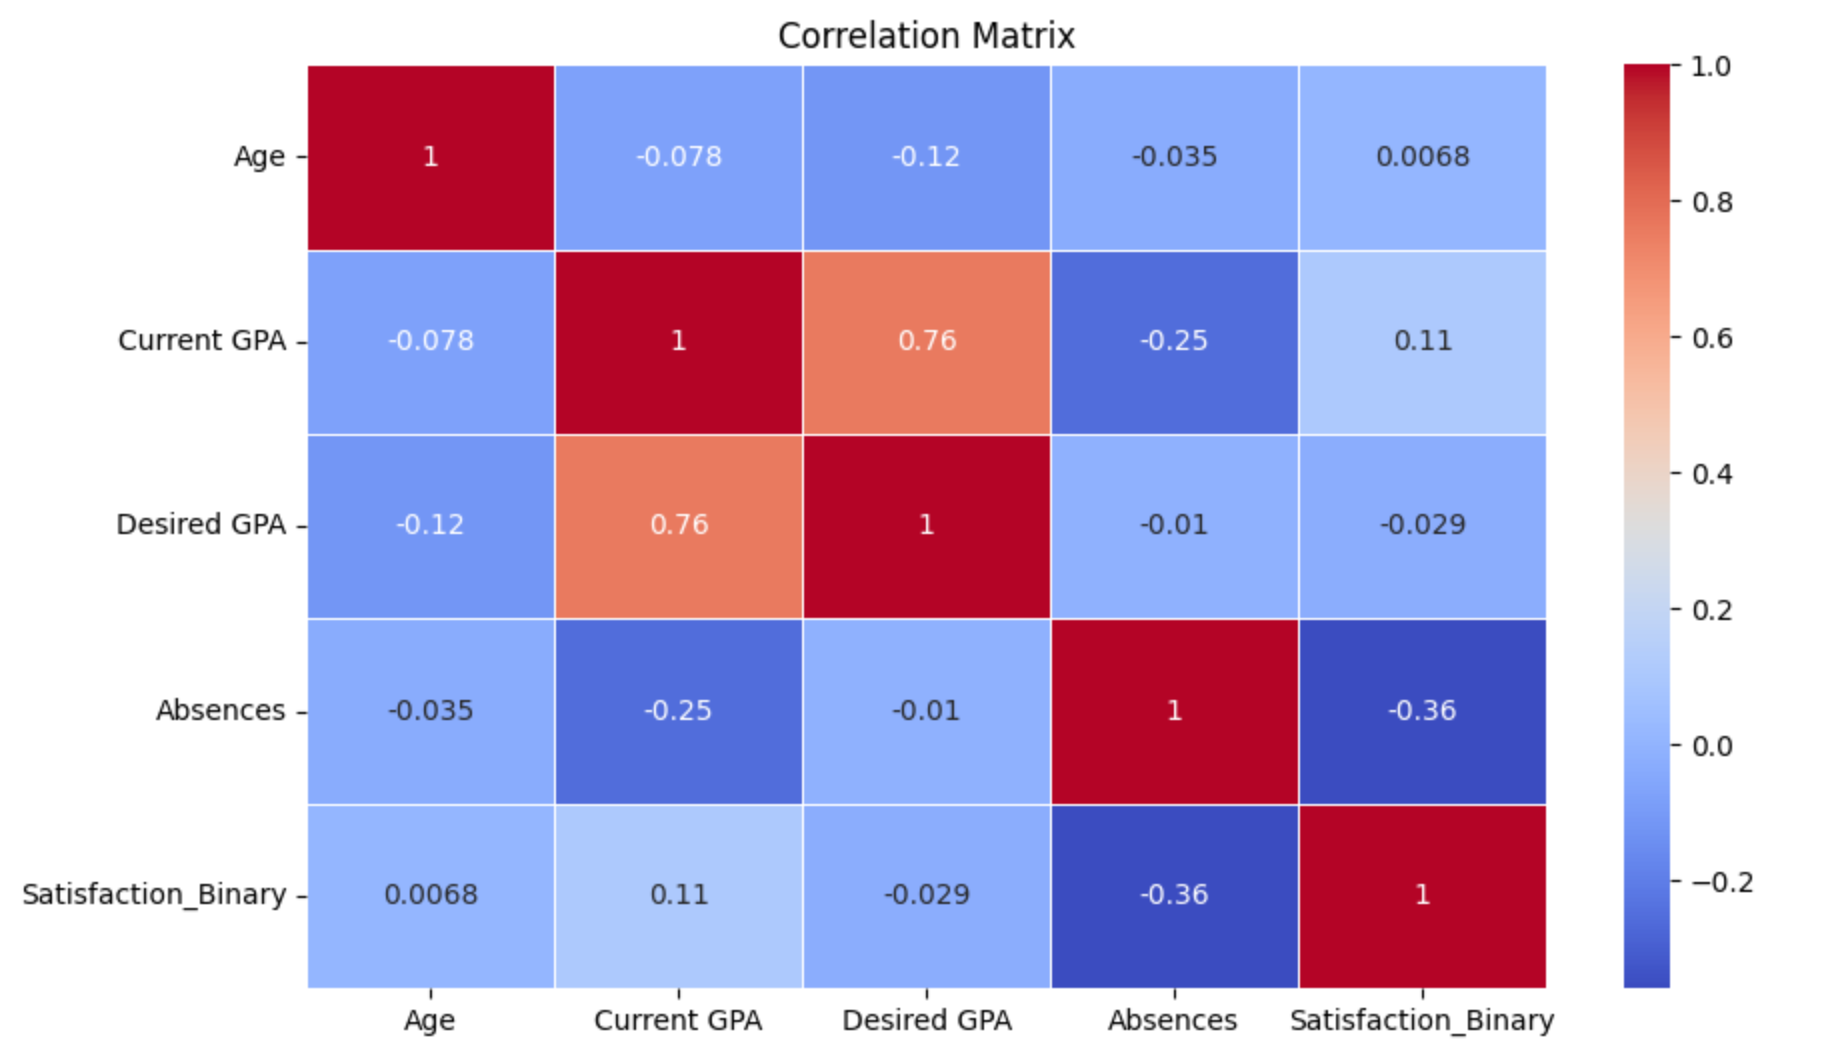 Correlation Matrix
Age 1 -0.078 -0.12 -0.035 0.0068
Current GPA -0.078 1 0.76 -0.25 0.11
Desired GPA -0.12 0.76 1 -0.01 -0.029
Absences -0.035 -0.25 -0.01 1 -0.36
Satisfaction_Binary 0.0068 0.11 -0.029 -0.36 1
Age Current GPA Desired GPA Absences Satisfaction_Binary
1.0
0.8
0.6
0.4
0.2
0.0
−0.2